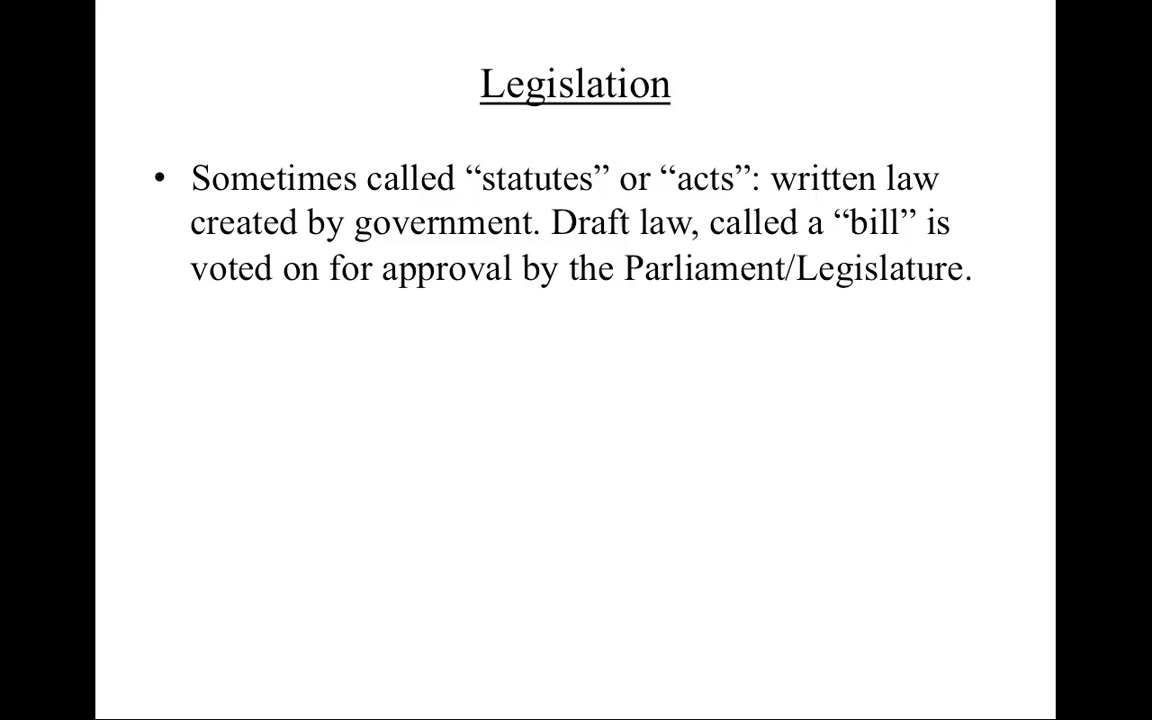 Legislation
• Sometimes called “statutes” or “acts”: written law
created by government. Draft law, called a “bill” is
voted on for approval by the Parliament/Legislature.